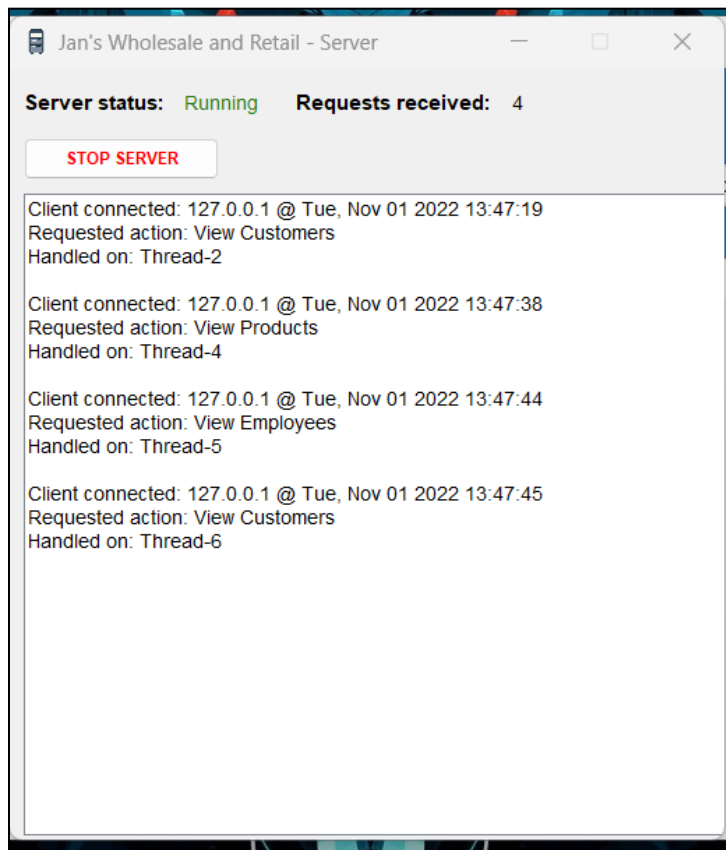 Jan's Wholesale and Retail - Server
Server status: Running Requests received: 4
STOP SERVER
Client connected: 127.0.0.1 @ Tue, Nov 01 2022 13:47:19
Requested action: View Customers
Handled on: Thread-2
Client connected: 127.0.0.1 @ Tue, Nov 01 2022 13:47:38
Requested action: View Products
Handled on: Thread-4
Client connected: 127.0.0.1 @ Tue, Nov 01 2022 13:47:44
Requested action: View Employees
Handled on: Thread-5
Client connected: 127.0.0.1 @ Tue, Nov 01 2022 13:47:45
Requested action: View Customers
Handled on: Thread-6